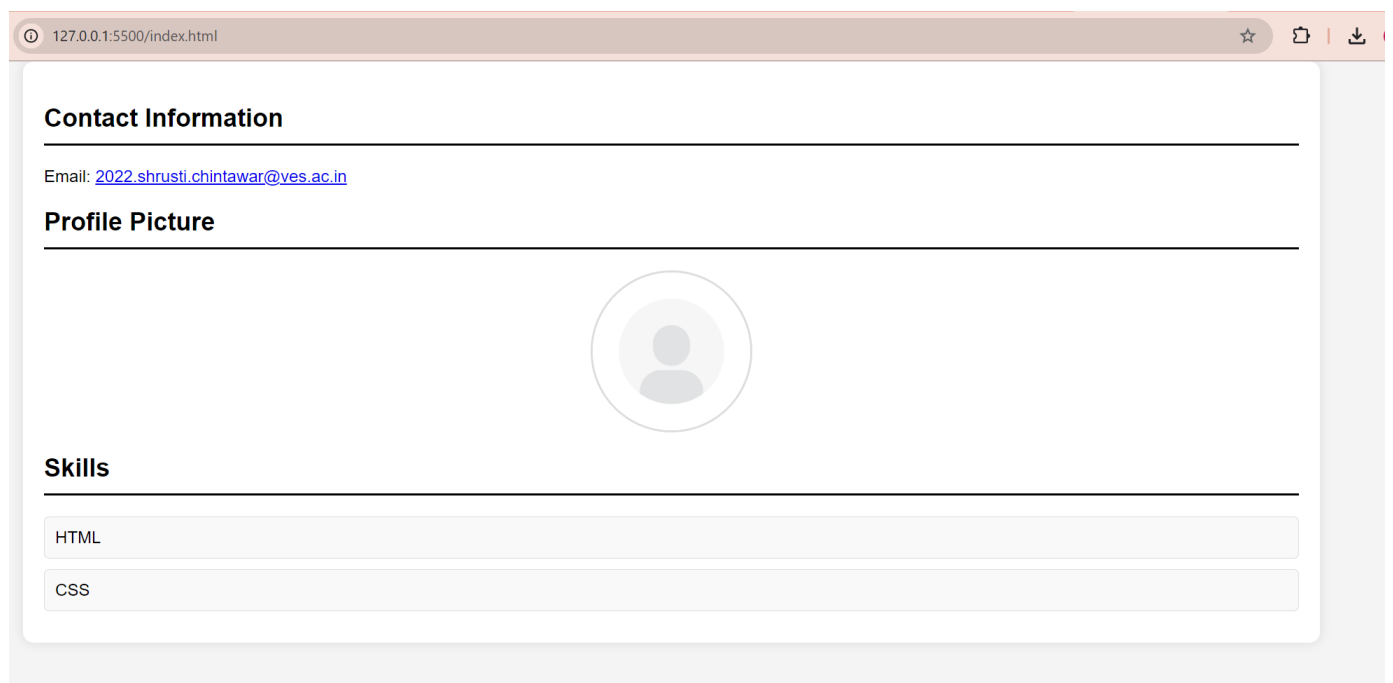 127.0.0.1:5500/index.html
Contact Information
Email: 2022.shrusti.chintawar@ves.ac.in
Profile Picture
Skills
HTML
CSS